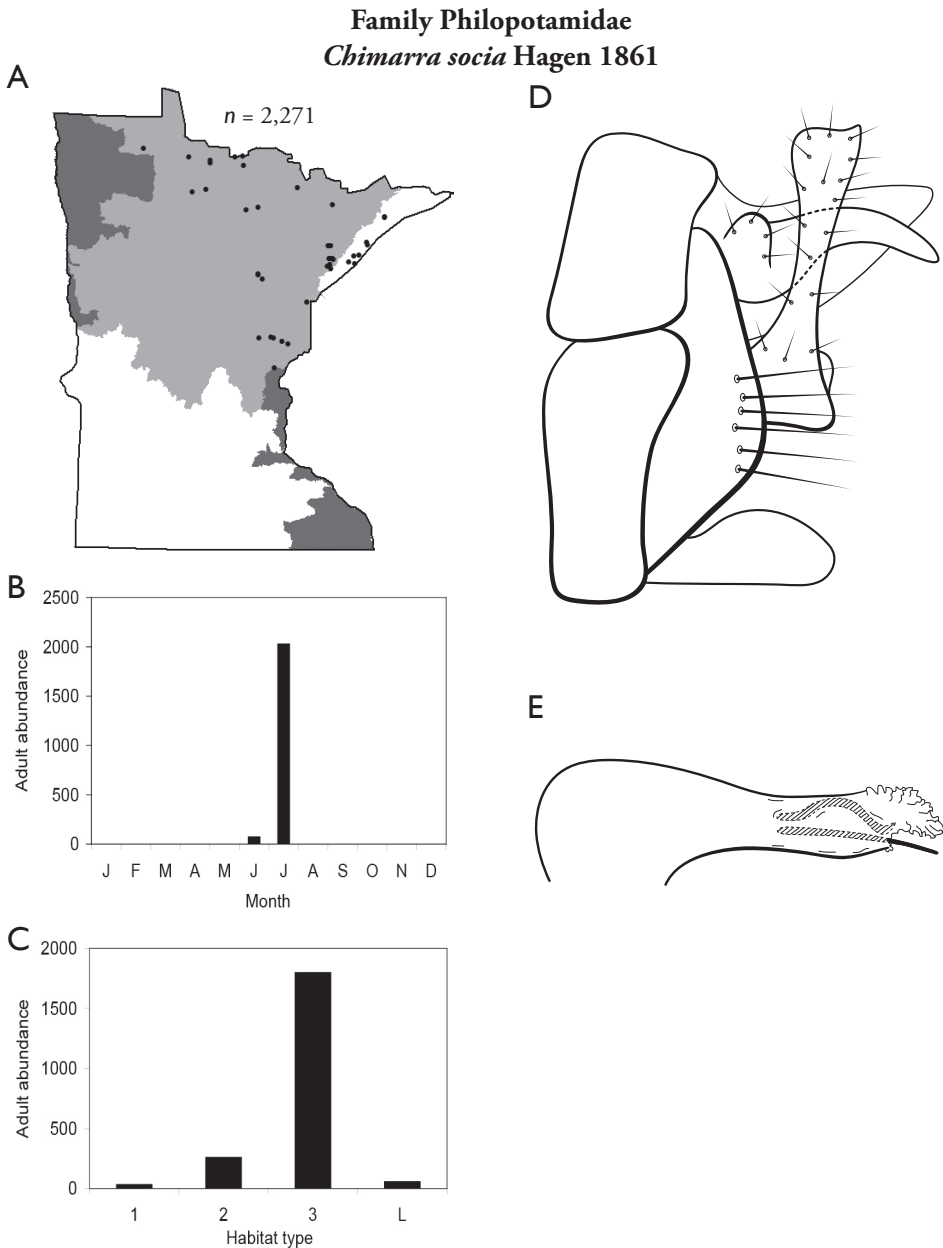 Family Philopotamidae
Chimarra socia Hagen 1861
A
n = 2,271
B
2500
2000
1500
1000
500
0
Adult abundance
J F M A M J J A S O N D
Month
C
2000
1500
1000
500
0
Adult abundance
1 2 3 L
Habitat type
D
E